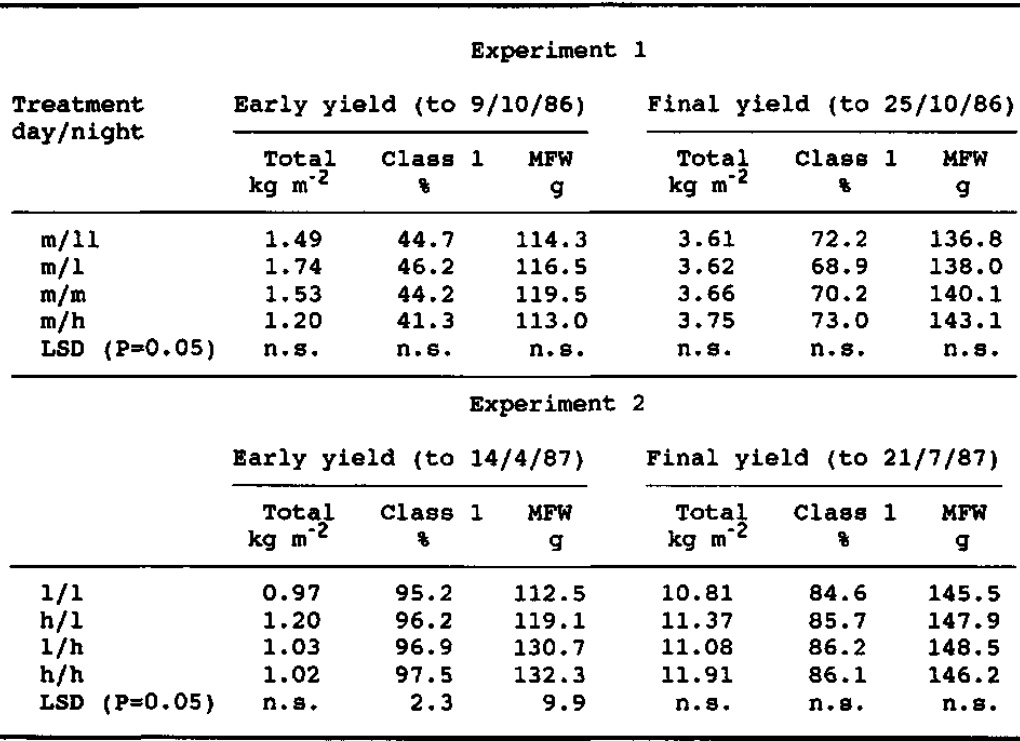 Experiment 1
Treatment Early yield (to 9/10/86) Final yield (to 25/10/86)
day/night
Total Class 1 MFW Total Class 1 MFW
kg m⁻² % g kg m⁻² % g
m/ll 1.49 44.7 114.3 3.61 72.2 136.8
m/l 1.74 46.2 116.5 3.62 68.9 138.0
m/m 1.53 44.2 119.5 3.66 70.2 140.1
m/h 1.20 41.3 113.0 3.75 73.0 143.1
LSD (P=0.05) n.s. n.s. n.s. n.s. n.s. n.s.
Experiment 2
Early yield (to 14/4/87) Final yield (to 21/7/87)
Total Class 1 MFW Total Class 1 MFW
kg m⁻² % g kg m⁻² % g
l/l 0.97 95.2 112.5 10.81 84.6 145.5
h/l 1.20 96.2 119.1 11.37 85.7 147.9
l/h 1.03 96.9 130.7 11.08 86.2 148.5
h/h 1.02 97.5 132.3 11.91 86.1 146.2
LSD (P=0.05) n.s. 2.3 9.9 n.s. n.s. n.s.